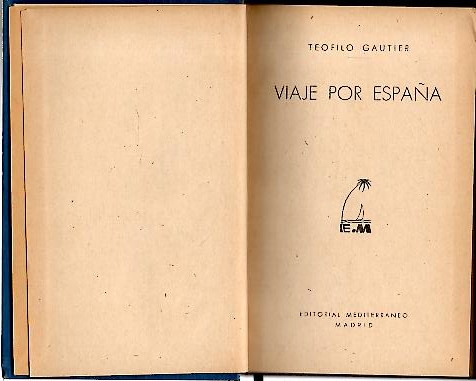 TEOFILO GAUTIER
VIAJE POR ESPAÑA
E.M
EDITORIAL MEDITERRANEO
MADRID